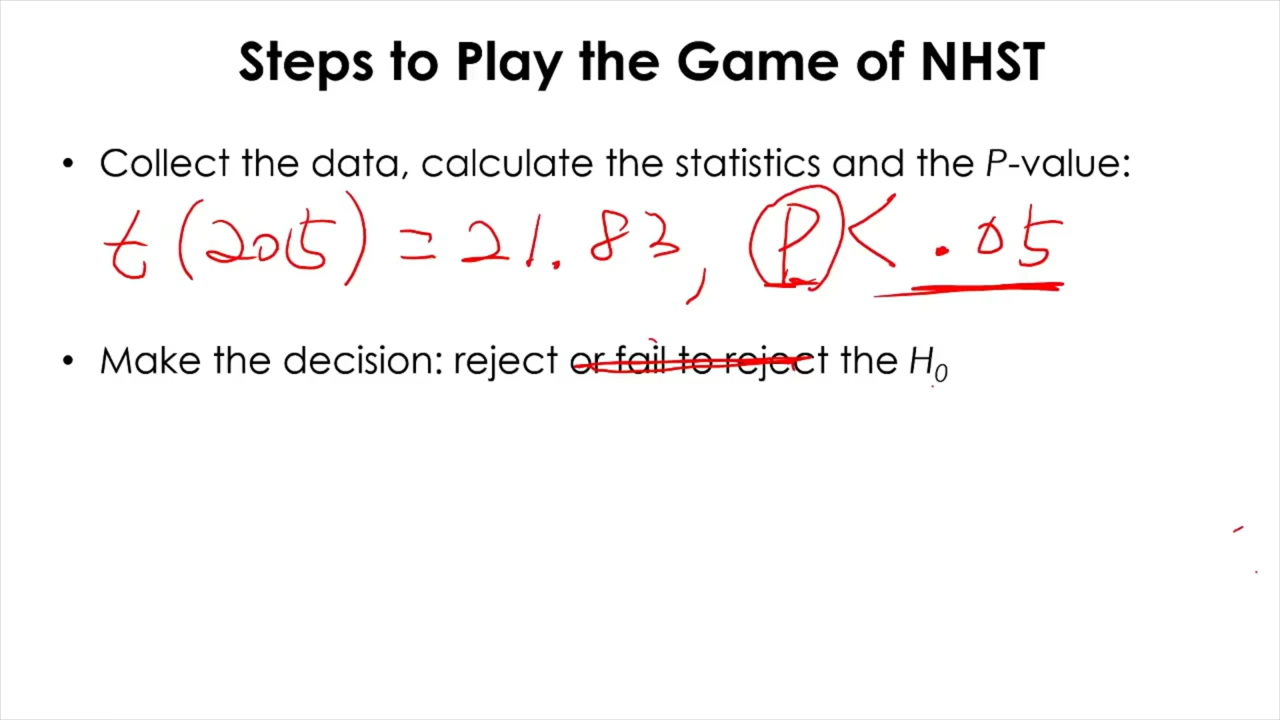 Steps to Play the Game of NHST
• Collect the data, calculate the statistics and the P-value:
t(2015) = 21.83, P < .05
• Make the decision: reject or fail to reject the H0